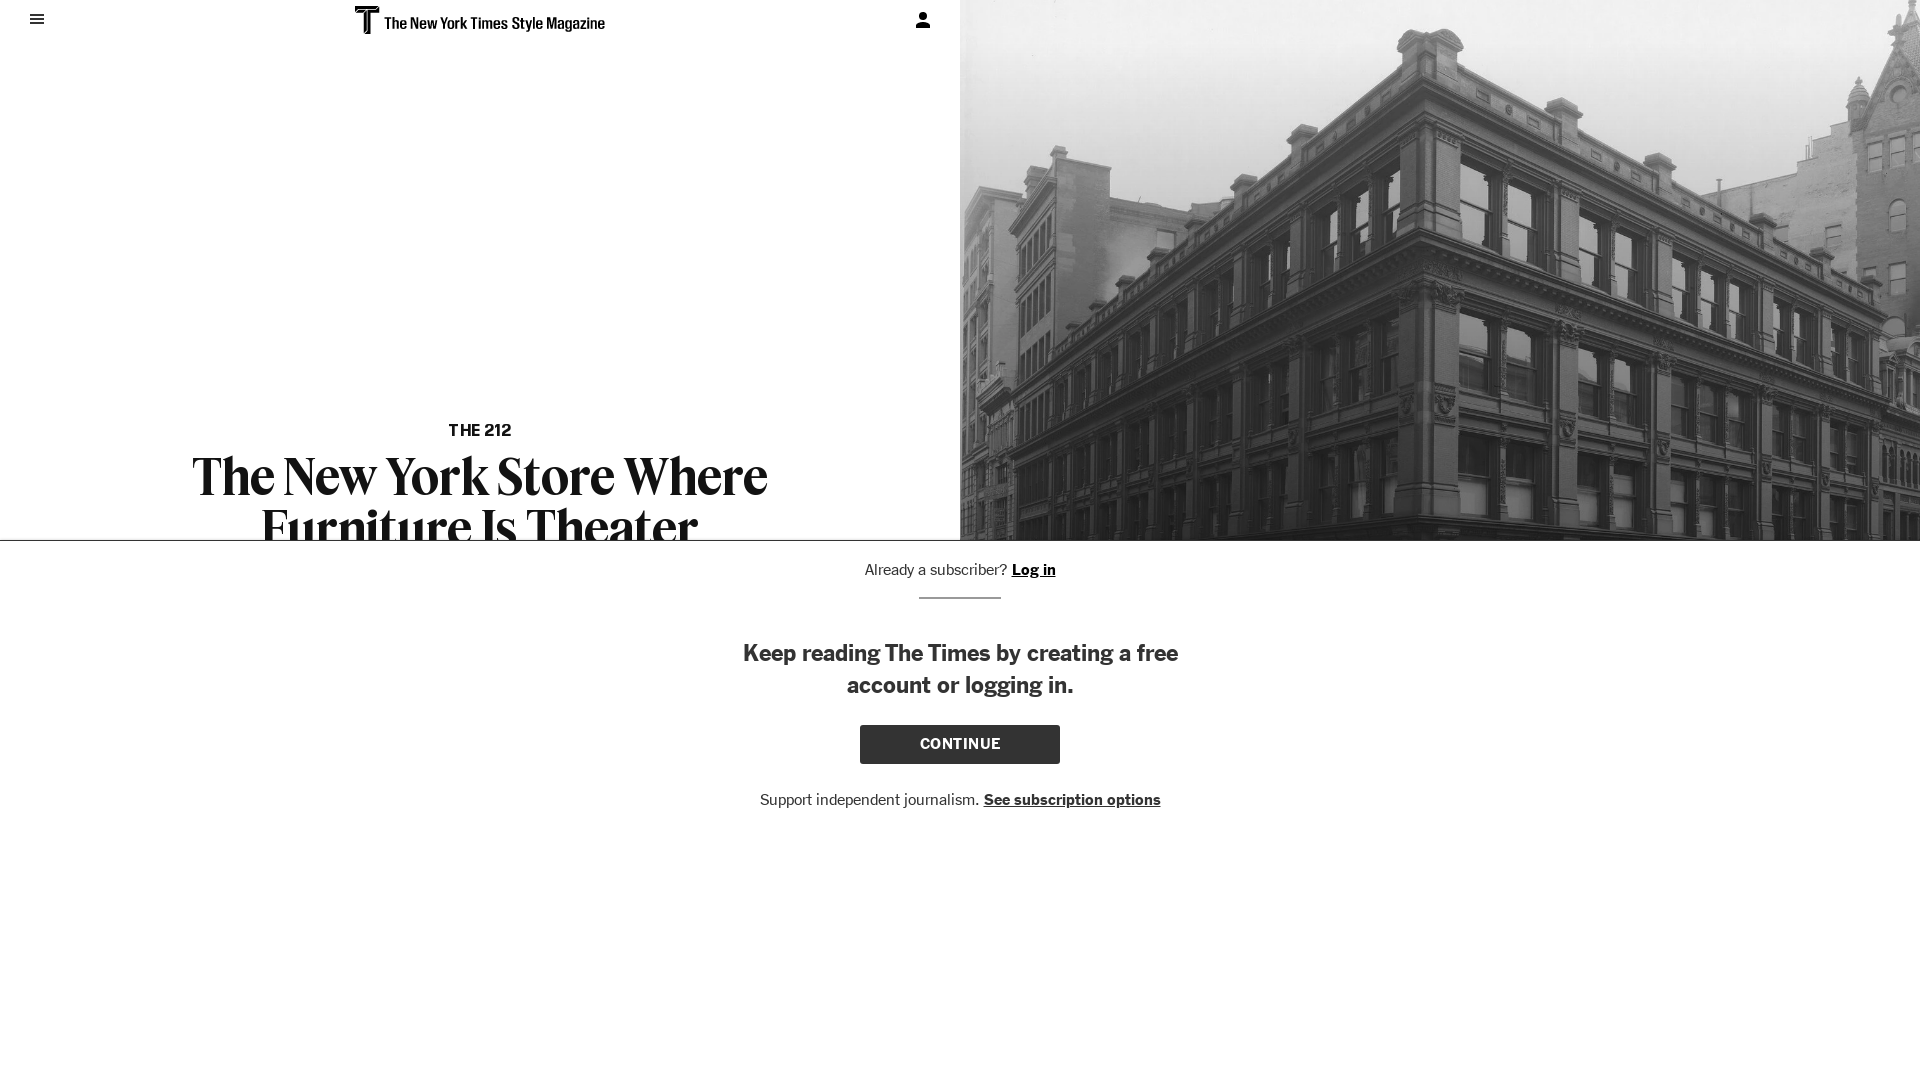 The New York Times Style Magazine
THE 212
The New York Store Where
Furniture Is Theater
Already a subscriber? Log in
Keep reading The Times by creating a free
account or logging in.
CONTINUE
Support independent journalism. See subscription options